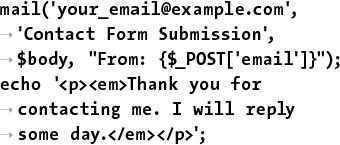 mail('your_email@example.com',
→ 'Contact Form Submission',
→ $body, "From: {$_POST['email']}");
echo '<p><em>Thank you for
→ contacting me. I will reply
→ some day.</em></p>';